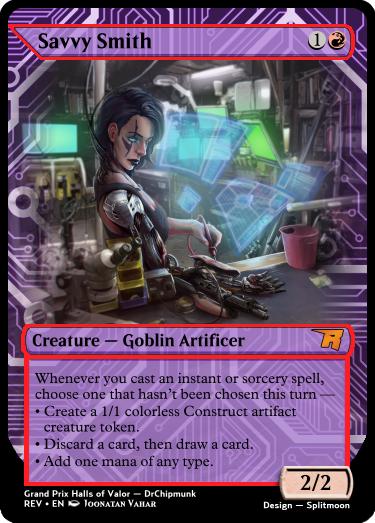 Savvy Smith 1
Creature — Goblin Artificer
Whenever you cast an instant or sorcery spell,
choose one that hasn't been chosen this turn —
• Create a 1/1 colorless Construct artifact
creature token.
• Discard a card, then draw a card.
• Add one mana of any type.
2/2
Grand Prix Halls of Valor — DrChipmunk
REV • EN Joonatan Vahar
Design — Splitmoon